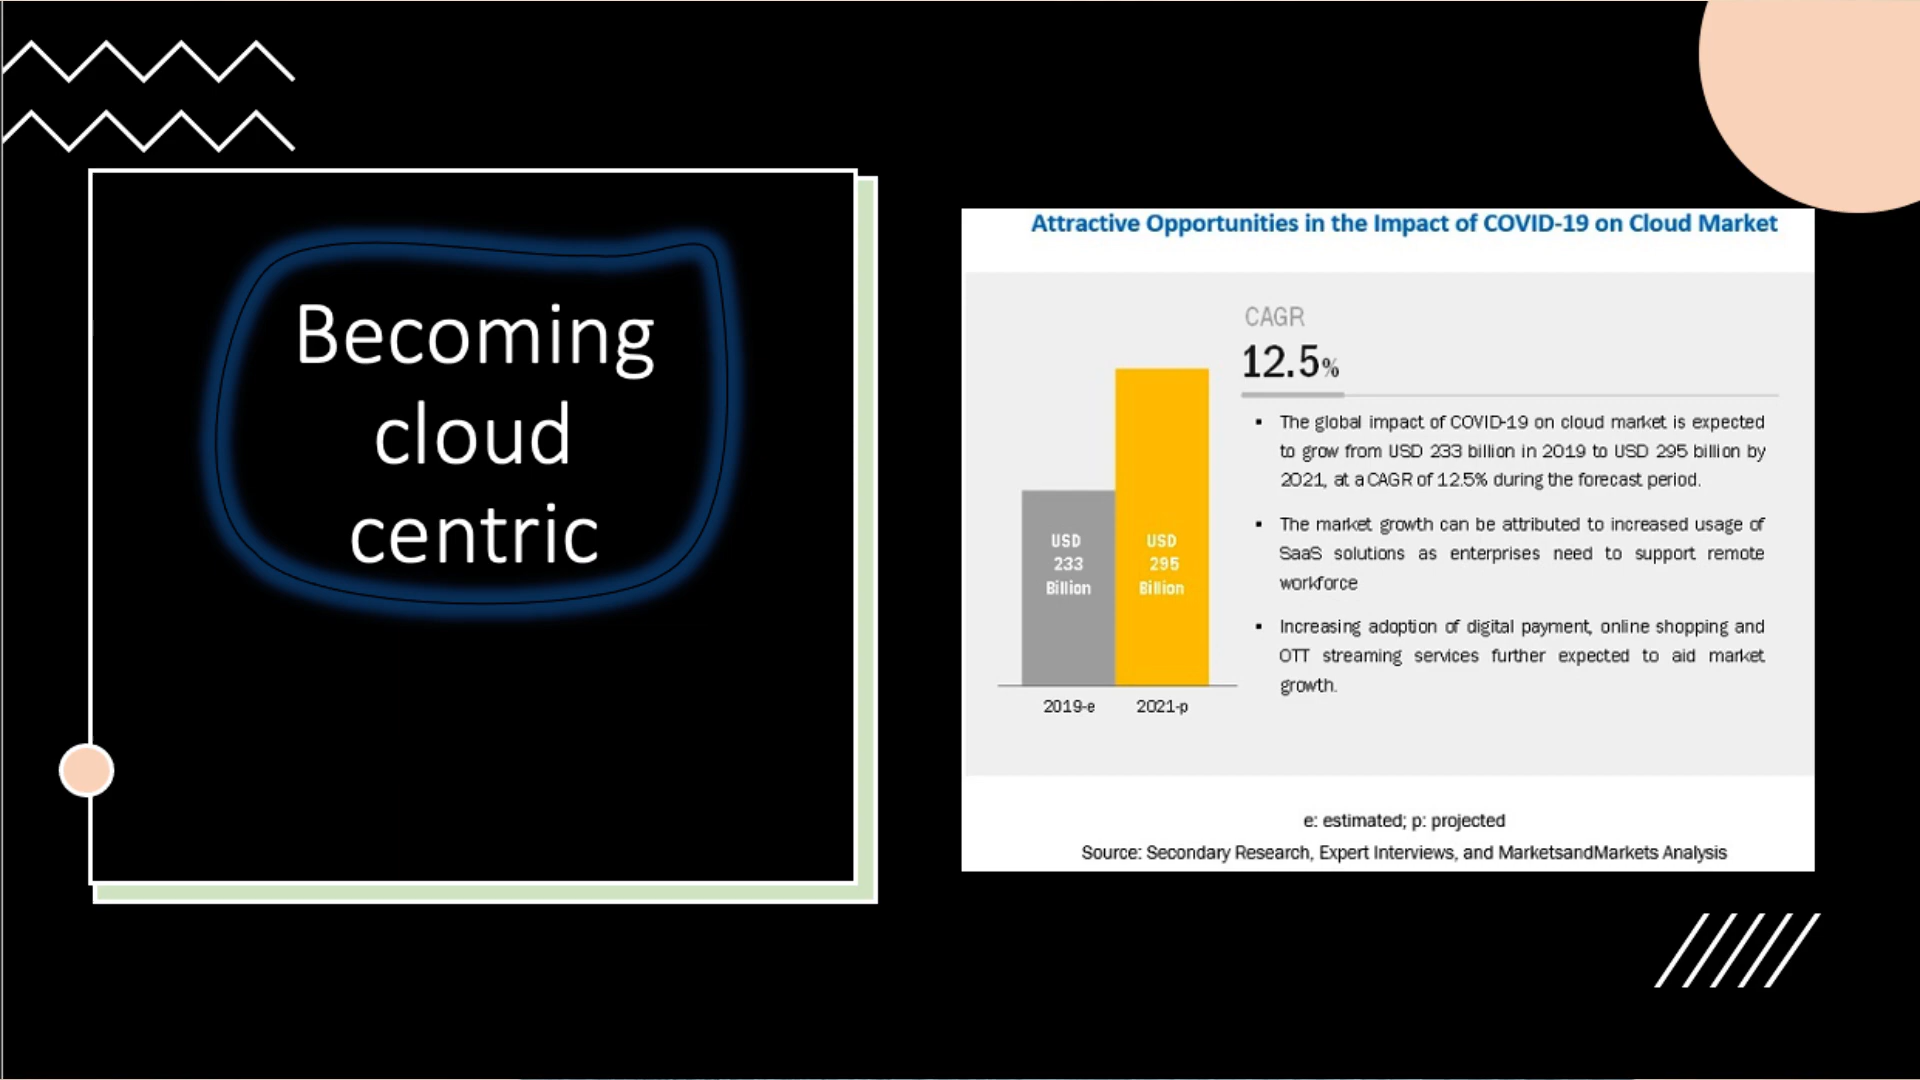 Becoming
cloud
centric
Attractive Opportunities in the Impact of COVID-19 on Cloud Market
CAGR
12.5%
▪ The global impact of COVID-19 on cloud market is expected
to grow from USD 233 billion in 2019 to USD 295 billion by
2021, at a CAGR of 12.5% during the forecast period.
▪ The market growth can be attributed to increased usage of
SaaS solutions as enterprises need to support remote
workforce
▪ Increasing adoption of digital payment, online shopping and
OTT streaming services further expected to aid market
growth.
USD
233
Billion
USD
295
Billion
2019-e
2021-p
e: estimated; p: projected
Source: Secondary Research, Expert Interviews, and MarketsandMarkets Analysis